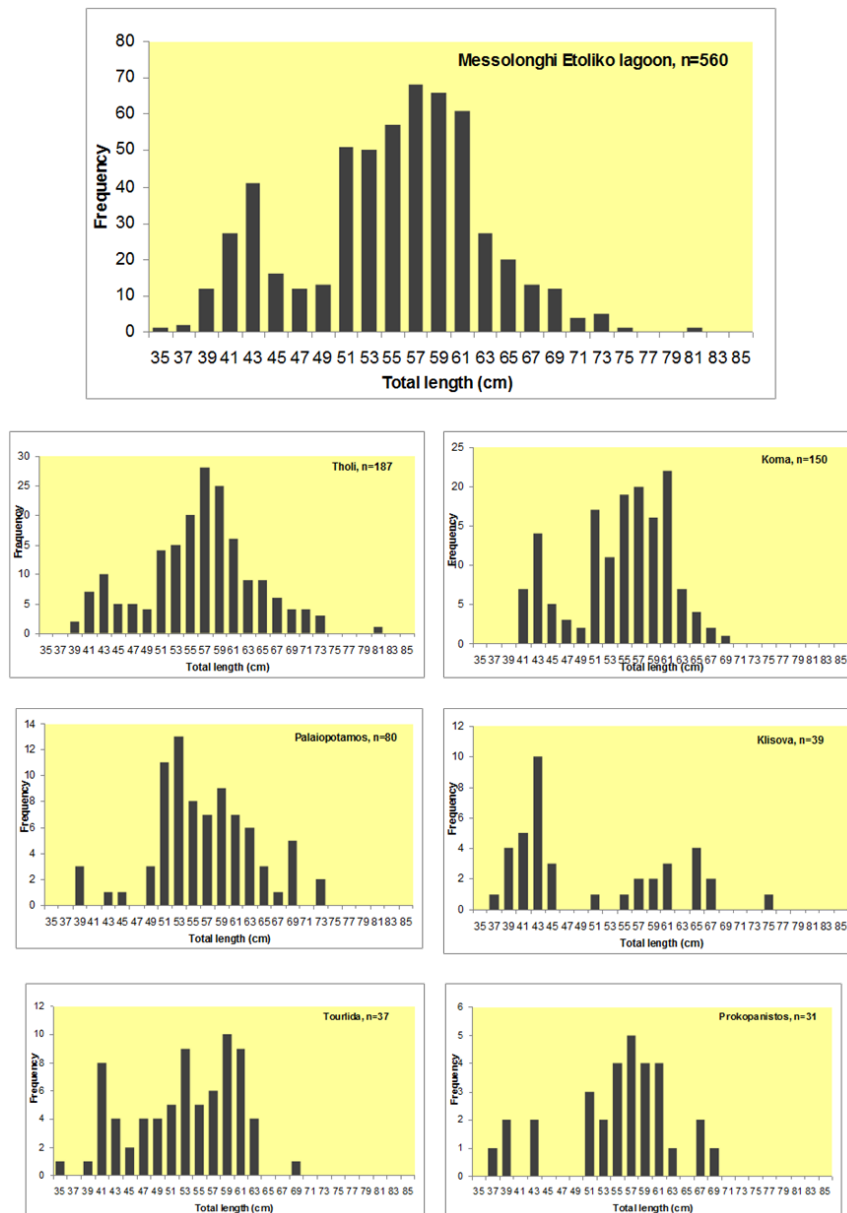 Messolonghi Etoliko lagoon, n=560
Frequency
80
70
60
50
40
30
20
10
0
35 37 39 41 43 45 47 49 51 53 55 57 59 61 63 65 67 69 71 73 75 77 79 81 83 85
Total length (cm)
Tholi, n=187
Frequency
30
25
20
15
10
5
0
35 37 39 41 43 45 47 49 51 53 55 57 59 61 63 65 67 69 71 73 75 77 79 81 83 85
Total length (cm)
Koma, n=150
Frequency
25
20
15
10
5
0
35 37 39 41 43 45 47 49 51 53 55 57 59 61 63 65 67 69 71 73 75 77 79 81 83 85
Total length (cm)
Palaiopotamos, n=80
Frequency
14
12
10
8
6
4
2
0
35 37 39 41 43 45 47 49 51 53 55 57 59 61 63 65 67 69 71 73 75 77 79 81 83 85
Total length (cm)
Klisova, n=39
Frequency
12
10
8
6
4
2
0
35 37 39 41 43 45 47 49 51 53 55 57 59 61 63 65 67 69 71 73 75 77 79 81 83 85
Total length (cm)
Tourlida, n=37
Frequency
12
10
8
6
4
2
0
35 37 39 41 43 45 47 49 51 53 55 57 59 61 63 65 67 69 71 73 75 77 79 81 83 85
Total length (cm)
Prokopanistos, n=31
Frequency
6
5
4
3
2
1
0
35 37 39 41 43 45 47 49 51 53 55 57 59 61 63 65 67 69 71 73 75 77 79 81 83 85
Total length (cm)